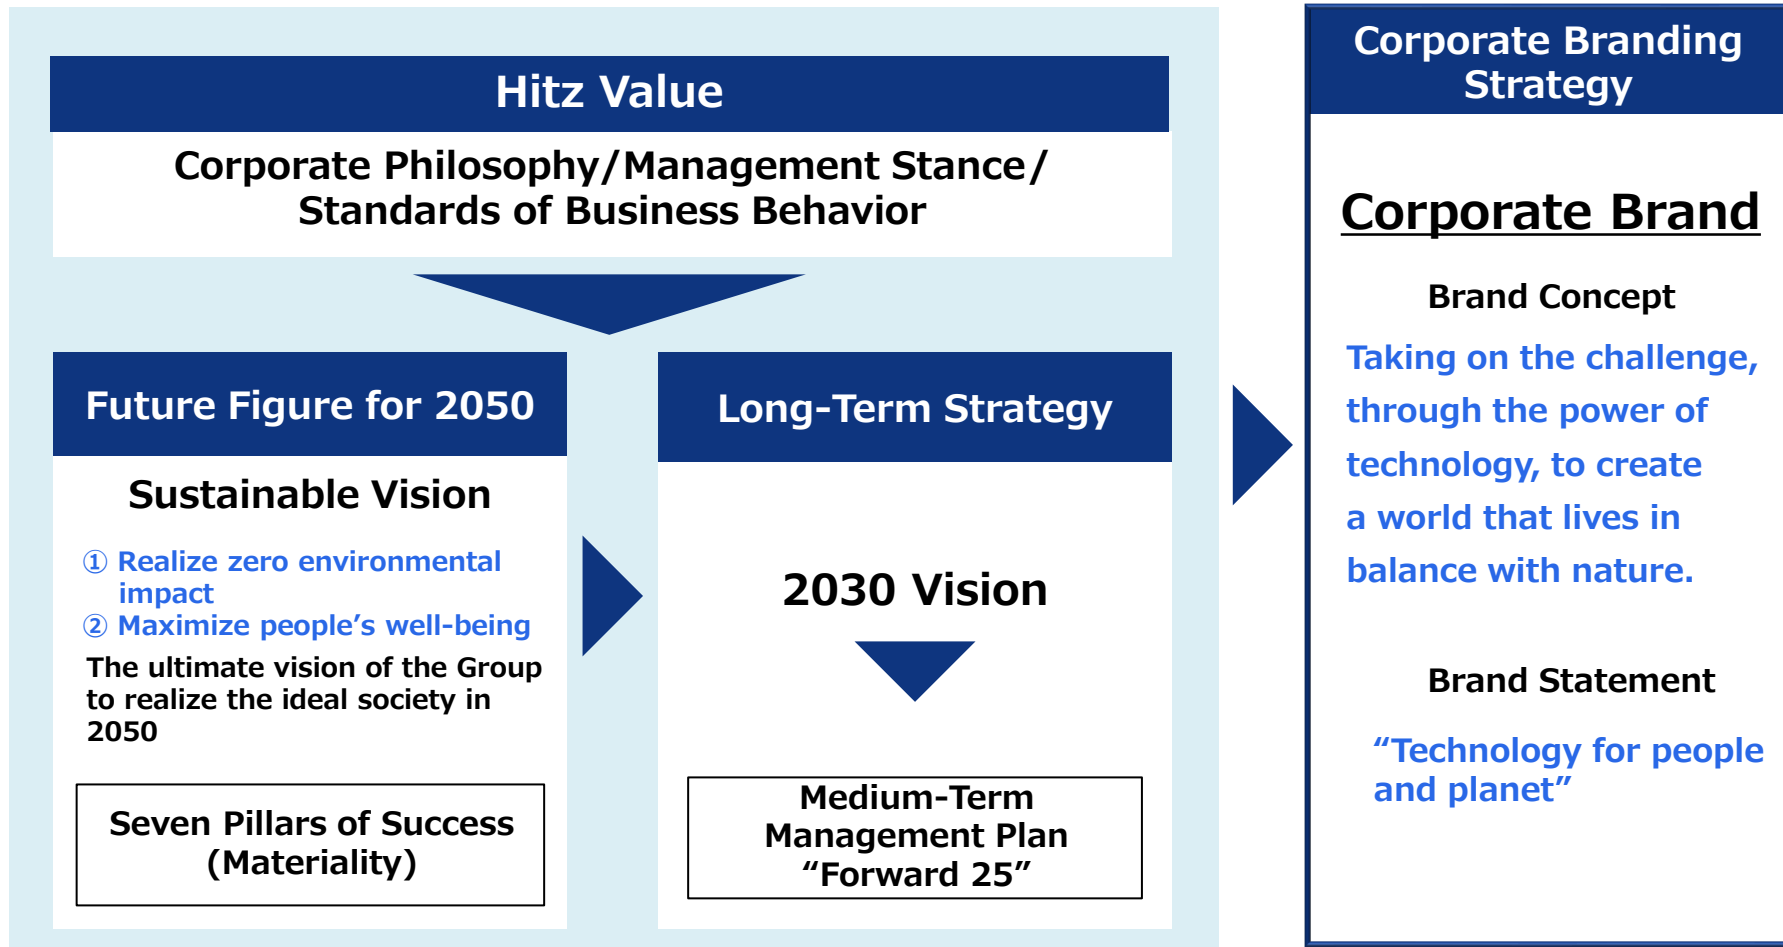 Hitz Value
Corporate Philosophy/Management Stance/
Standards of Business Behavior
Future Figure for 2050
Sustainable Vision
① Realize zero environmental
impact
② Maximize people’s well-being
The ultimate vision of the Group
to realize the ideal society in
2050
Seven Pillars of Success
(Materiality)
Long-Term Strategy
2030 Vision
Medium-Term
Management Plan
“Forward 25”
Corporate Branding
Strategy
Corporate Brand
Brand Concept
Taking on the challenge,
through the power of
technology, to create
a world that lives in
balance with nature.
Brand Statement
“Technology for people
and planet”